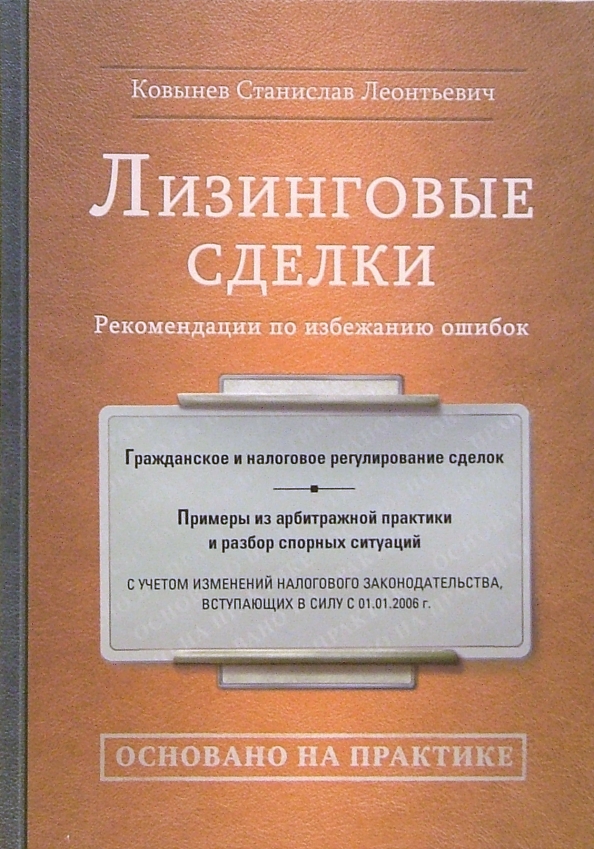 Ковынев Станислав Леонтьевич
Лизинговые
сделки
Рекомендации по избежанию ошибок
Гражданское и налоговое регулирование сделок
Примеры из арбитражной практики
и разбор спорных ситуаций
С УЧЕТОМ ИЗМЕНЕНИЙ НАЛОГОВОГО ЗАКОНОДАТЕЛЬСТВА,
ВСТУПАЮЩИХ В СИЛУ С 01.01.2006 г.
ОСНОВАНО НА ПРАКТИКЕ